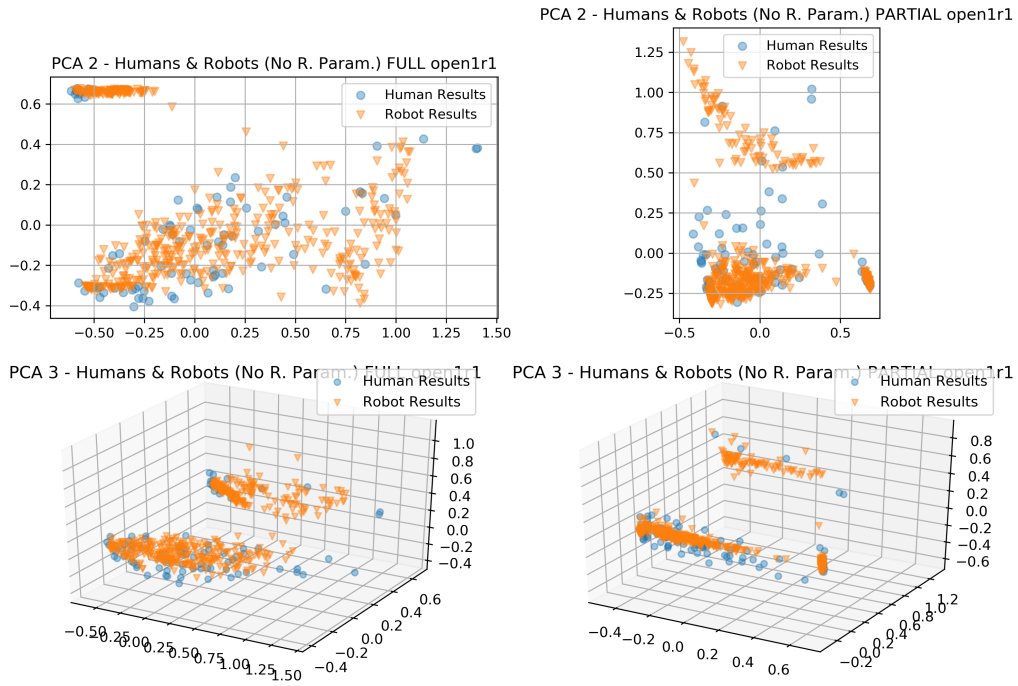 PCA 2 - Humans & Robots (No R. Param.) FULL open1r1
Human Results
Robot Results
0.6
0.4
0.2
0.0
−0.2
−0.4
−0.50 −0.25 0.00 0.25 0.50 0.75 1.00 1.25 1.50
PCA 2 - Humans & Robots (No R. Param.) PARTIAL open1r1
Human Results
Robot Results
1.25
1.00
0.75
0.50
0.25
0.00
−0.25
−0.5 0.0 0.5
PCA 3 - Humans & Robots (No R. Param.) FULL open1r1
Human Results
Robot Results
1.0
0.8
0.6
0.4
0.2
0.0
−0.2
−0.4
0.6
0.4
0.2
0.0
−0.2
−0.4
−0.50 −0.25 0.00 0.25 0.50 0.75 1.00 1.25 1.50
PCA 3 - Humans & Robots (No R. Param.) PARTIAL open1r1
Human Results
Robot Results
0.8
0.6
0.4
0.2
0.0
−0.2
−0.4
−0.6
1.2
1.0
0.8
0.6
0.4
0.2
0.0
−0.2
−0.4 −0.2 0.0 0.2 0.4 0.6